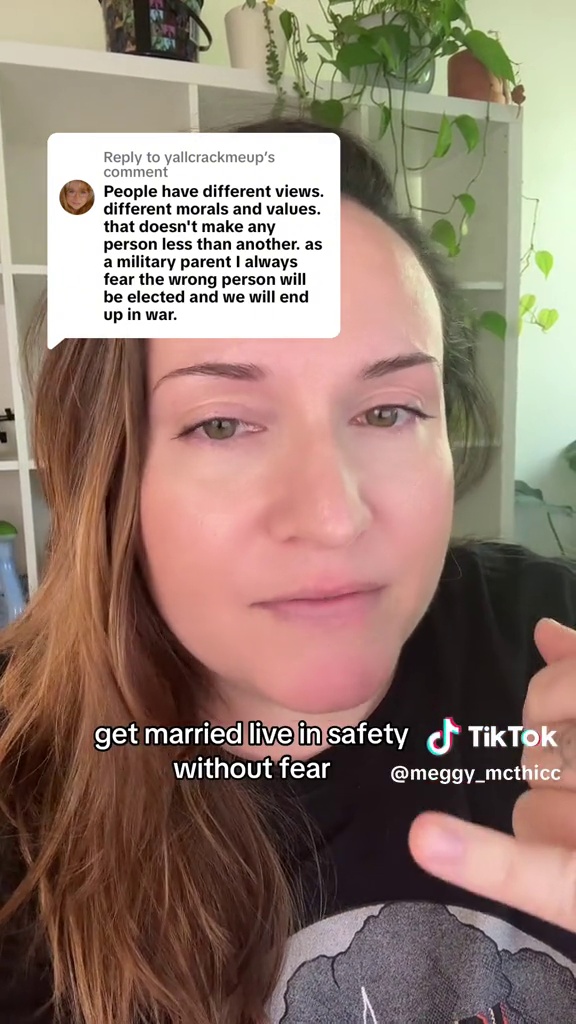 Reply to yallcrackmeup's
comment
People have different views.
different morals and values.
that doesn't make any
person less than another. as
a military parent I always
fear the wrong person will
be elected and we will end
up in war.
get married live in safety
without fear
TikTok
@meggy_mcthicc